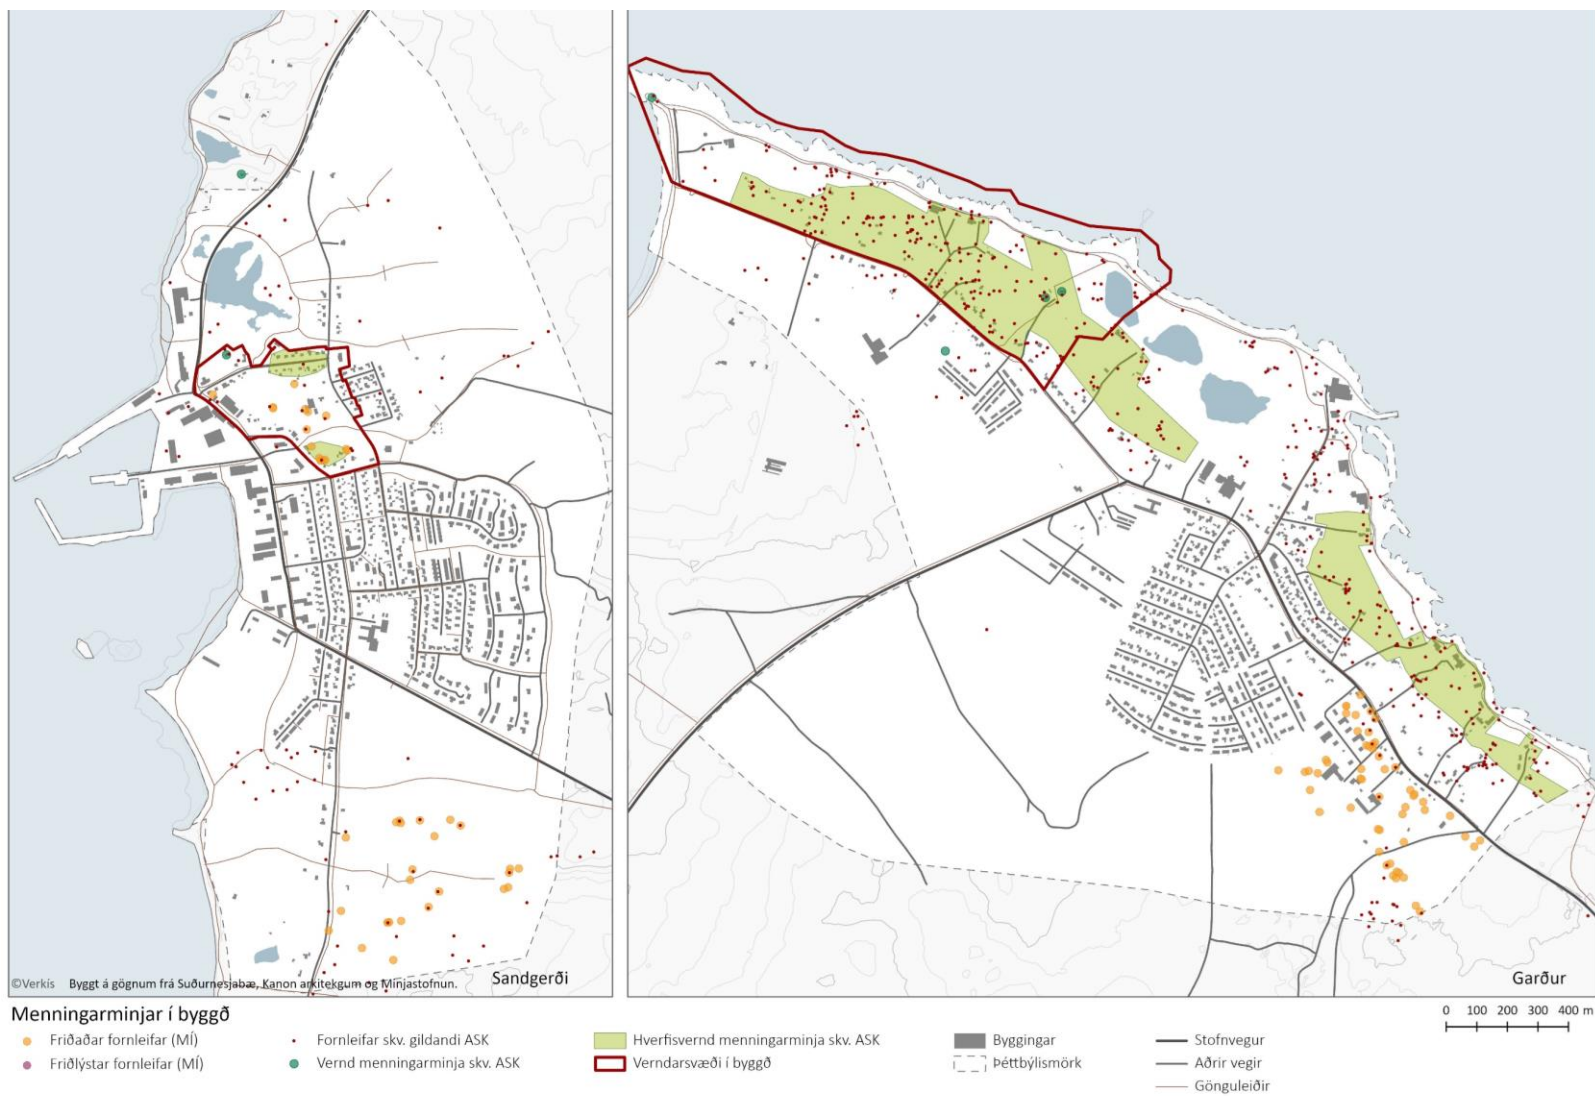 ©Verkís Byggt á gögnum frá Suðurnesjabæ, Kanon arkitekgum og Minjastofnun.
Sandgerði
Garður
Menningarminjar í byggð
Friðaðar fornleifar (MÍ)
Friðlýstar fornleifar (MÍ)
Fornleifar skv. gildandi ASK
Vernd menningarminja skv. ASK
Hverfisvernd menningarminja skv. ASK
Verndarsvæði í byggð
Byggingar
Þéttbýlismörk
Stofnvegur
Aðrir vegir
Gönguleiðir
0 100 200 300 400 m